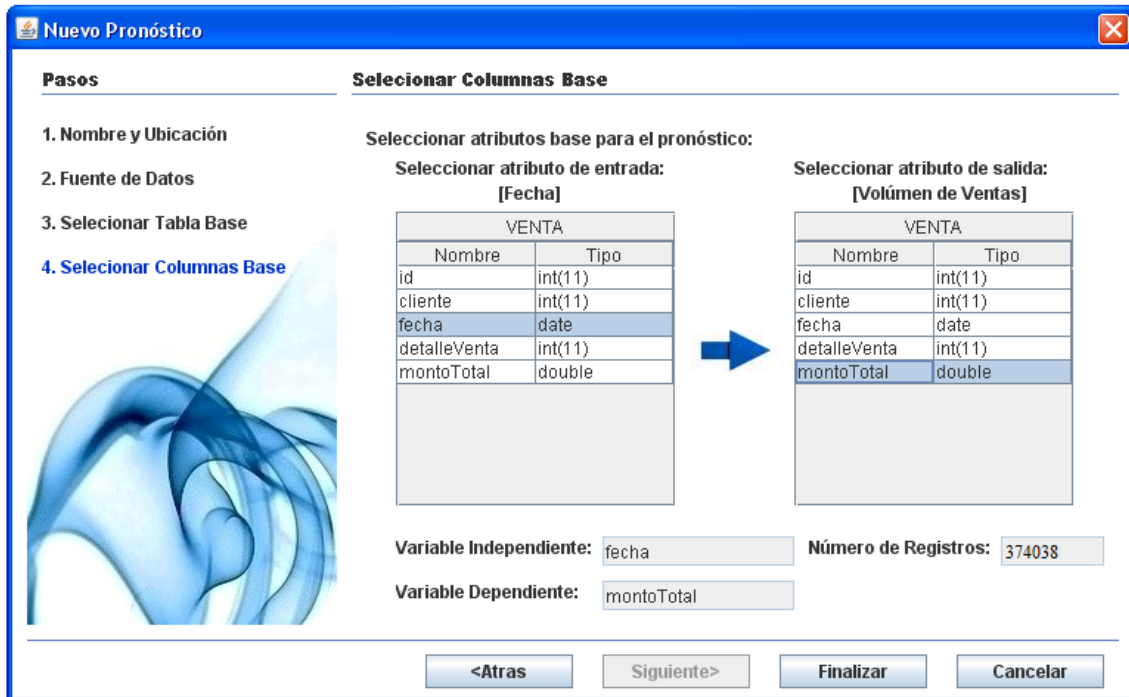 Nuevo Pronóstico
Pasos
1. Nombre y Ubicación
2. Fuente de Datos
3. Selecionar Tabla Base
4. Selecionar Columnas Base
Selecionar Columnas Base
Seleccionar atributos base para el pronóstico:
Seleccionar atributo de entrada:
[Fecha]
VENTA
Nombre Tipo
id int(11)
cliente int(11)
fecha date
detalleVenta int(11)
montoTotal double
Seleccionar atributo de salida:
[Volúmen de Ventas]
VENTA
Nombre Tipo
id int(11)
cliente int(11)
fecha date
detalleVenta int(11)
montoTotal double
Variable Independiente: fecha
Número de Registros: 374038
Variable Dependiente: montoTotal
<Atras Siguiente> Finalizar Cancelar